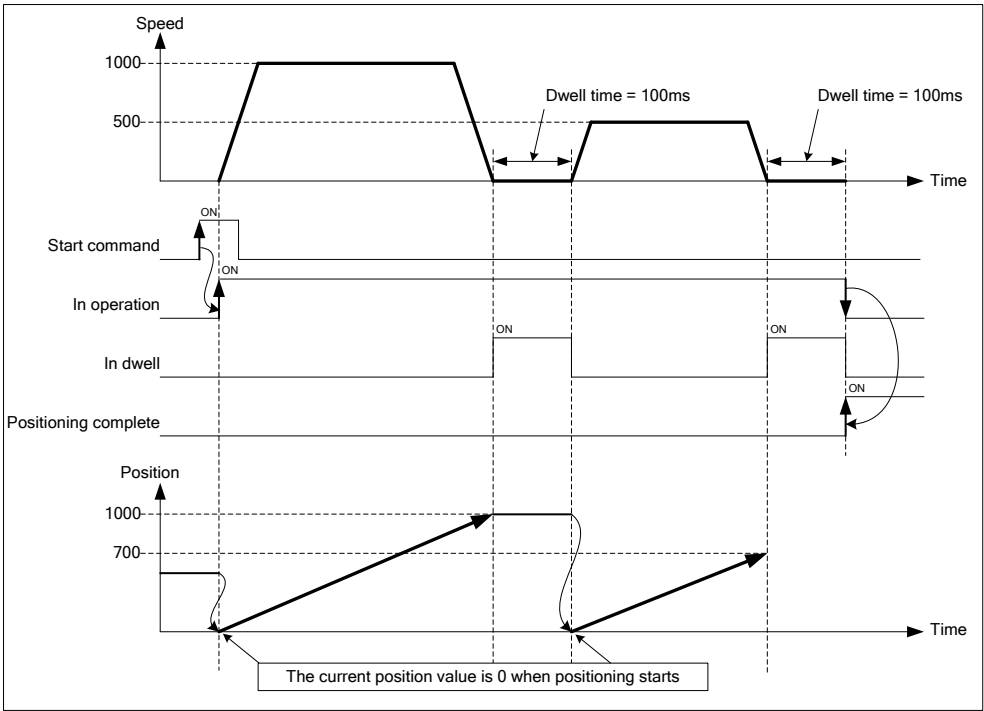 Speed
1000
Dwell time = 100ms
Dwell time = 100ms
500
Time
ON
Start command
ON
In operation
ON
ON
In dwell
ON
Positioning complete
Position
1000
700
Time
The current position value is 0 when positioning starts